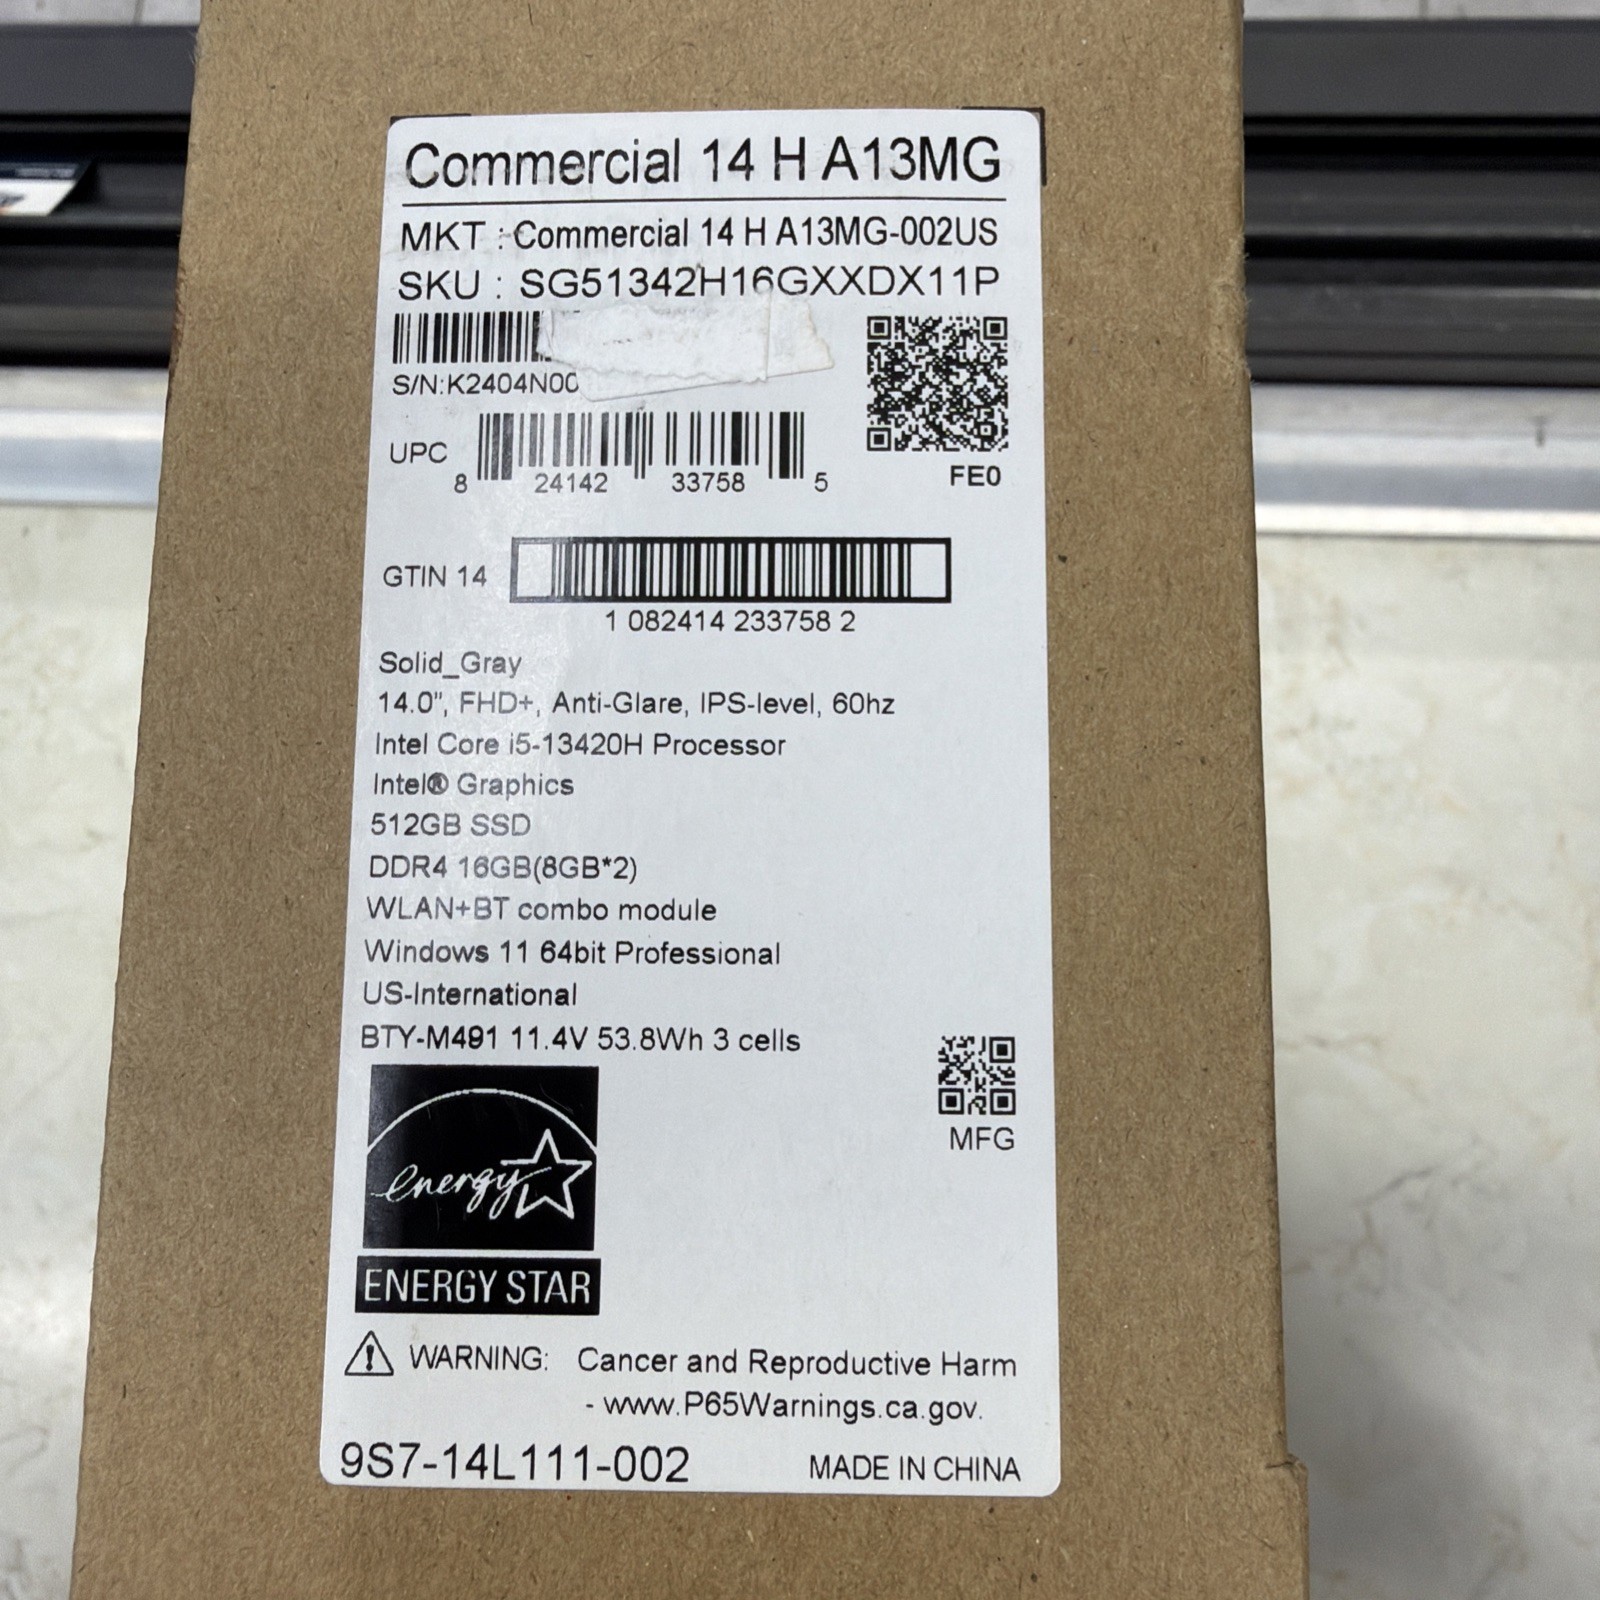 Commercial 14 H A13MG
MKT : Commercial 14 H A13MG-002US
SKU : SG51342H16GXXDX11P
S/N:K2404N00
UPC
8 24142 33758 5
FE0
GTIN 14
1 082414 233758 2
Solid_Gray
14.0", FHD+, Anti-Glare, IPS-level, 60hz
Intel Core i5-13420H Processor
Intel® Graphics
512GB SSD
DDR4 16GB(8GB*2)
WLAN+BT combo module
Windows 11 64bit Professional
US-International
BTY-M491 11.4V 53.8Wh 3 cells
MFG
energy
ENERGY STAR
WARNING: Cancer and Reproductive Harm
- www.P65Warnings.ca.gov.
9S7-14L111-002
MADE IN CHINA